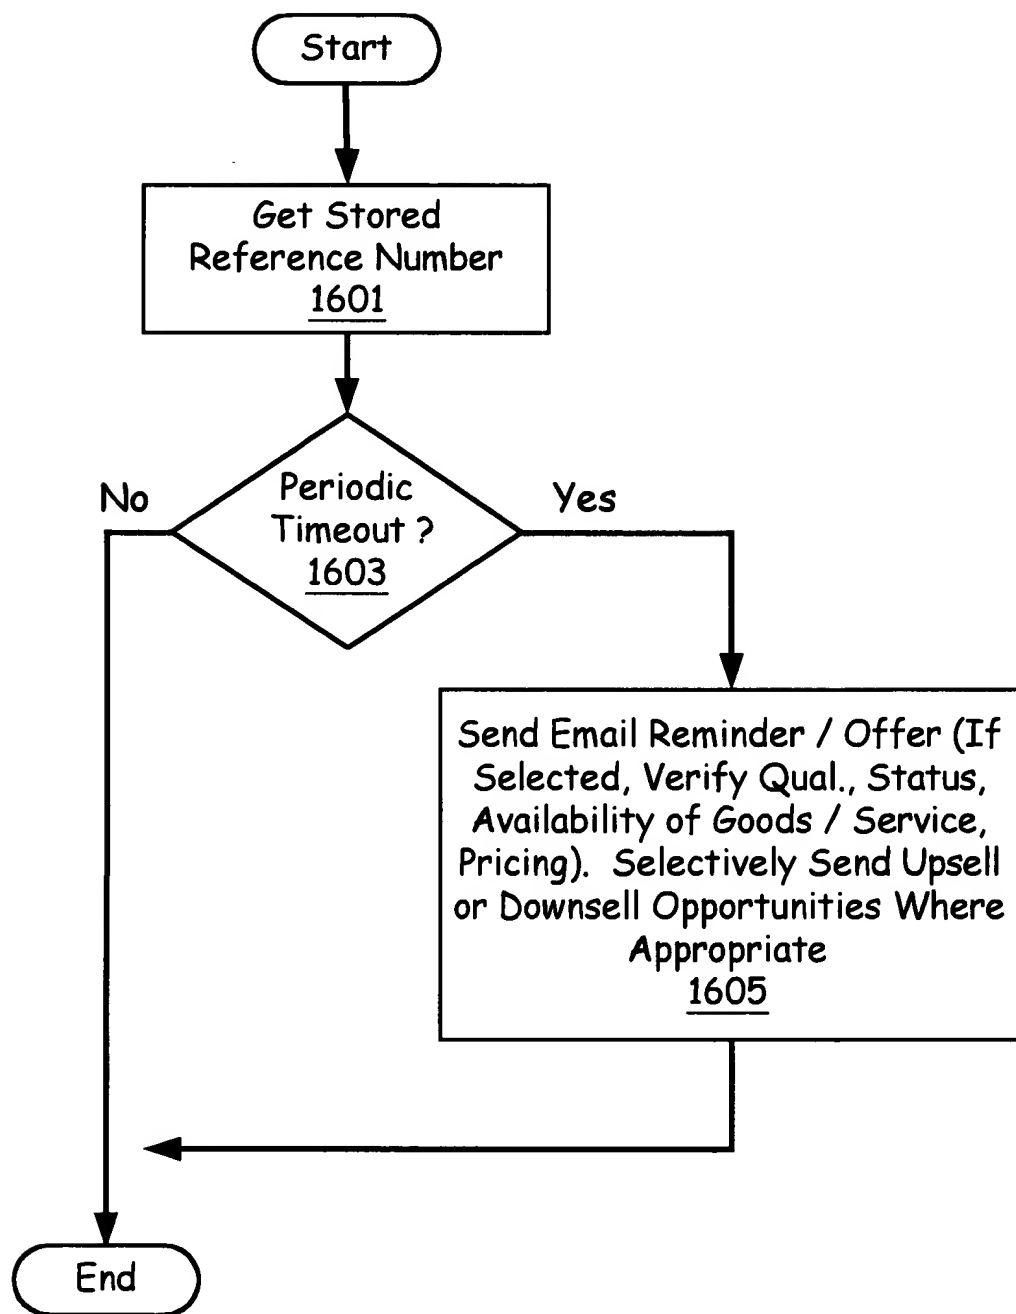 Start
Get Stored
Reference Number
1601
Periodic
Timeout ?
1603
No
Yes
Send Email Reminder / Offer (If
Selected, Verify Qual., Status,
Availability of Goods / Service,
Pricing). Selectively Send Upsell
or Downsell Opportunities Where
Appropriate
1605
End